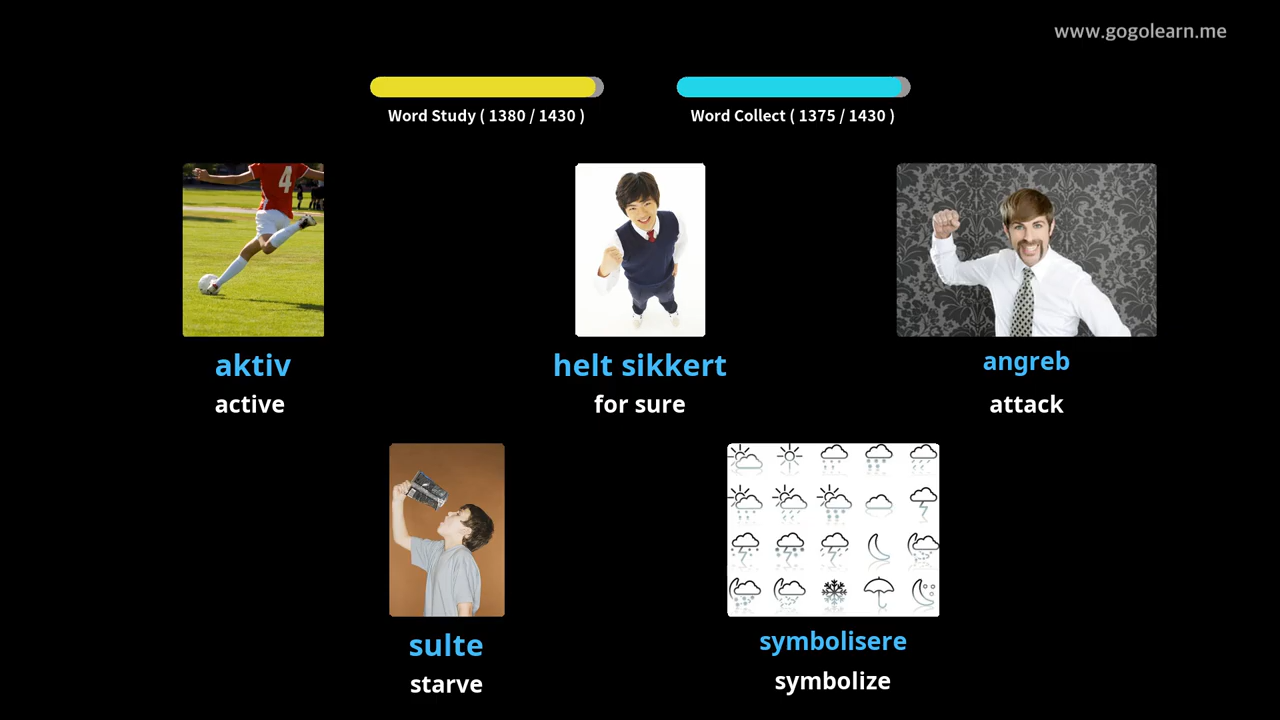 www.gogolearn.me
Word Study ( 1380 / 1430 )
Word Collect ( 1375 / 1430 )
4
aktiv
active
helt sikkert
for sure
angreb
attack
sulte
starve
symbolisere
symbolize